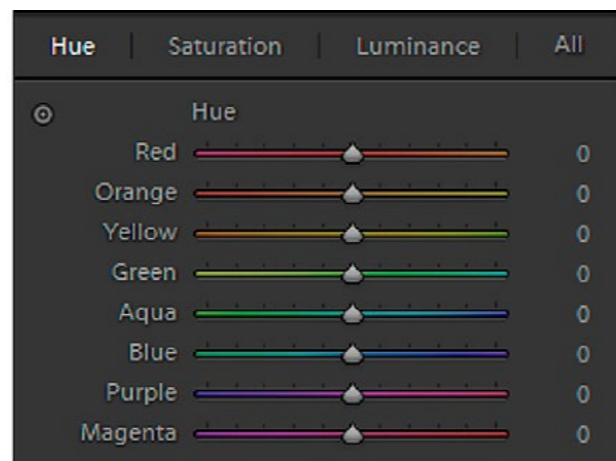 Hue | Saturation | Luminance | All
Hue
Red 0
Orange 0
Yellow 0
Green 0
Aqua 0
Blue 0
Purple 0
Magenta 0